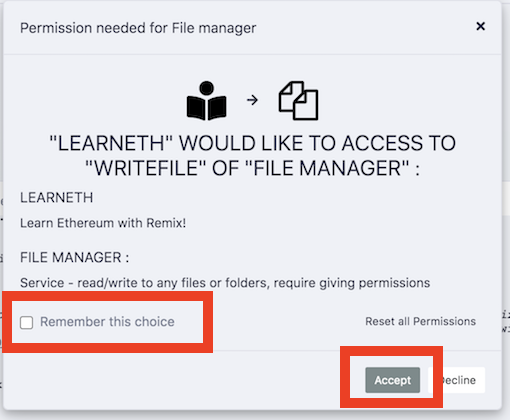 Permission needed for File manager
"LEARNETH" WOULD LIKE TO ACCESS TO
"WRITEFILE" OF "FILE MANAGER" :
LEARNETH
Learn Ethereum with Remix!
FILE MANAGER :
Service - read/write to any files or folders, require giving permissions
Remember this choice
Reset all Permissions
Accept
Decline